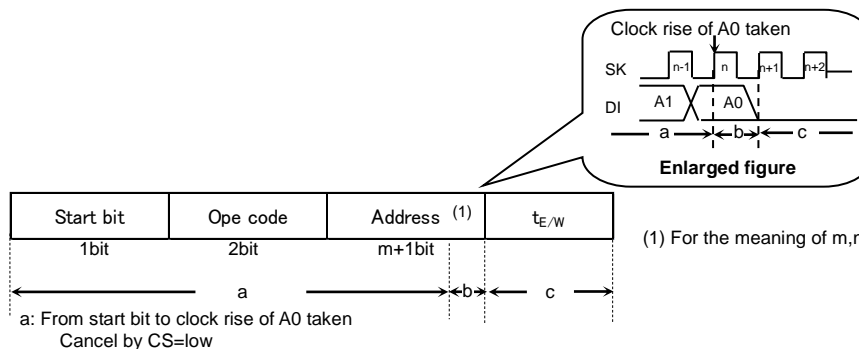 Clock rise of A0 taken
SK
n-1
n
n+1
n+2
DI
A1
A0
a
b
c
Enlarged figure
Start bit
Ope code
Address (1)
tE/W
1bit
2bit
m+1bit
(1) For the meaning of m,n
a
b
c
a: From start bit to clock rise of A0 taken
Cancel by CS=low